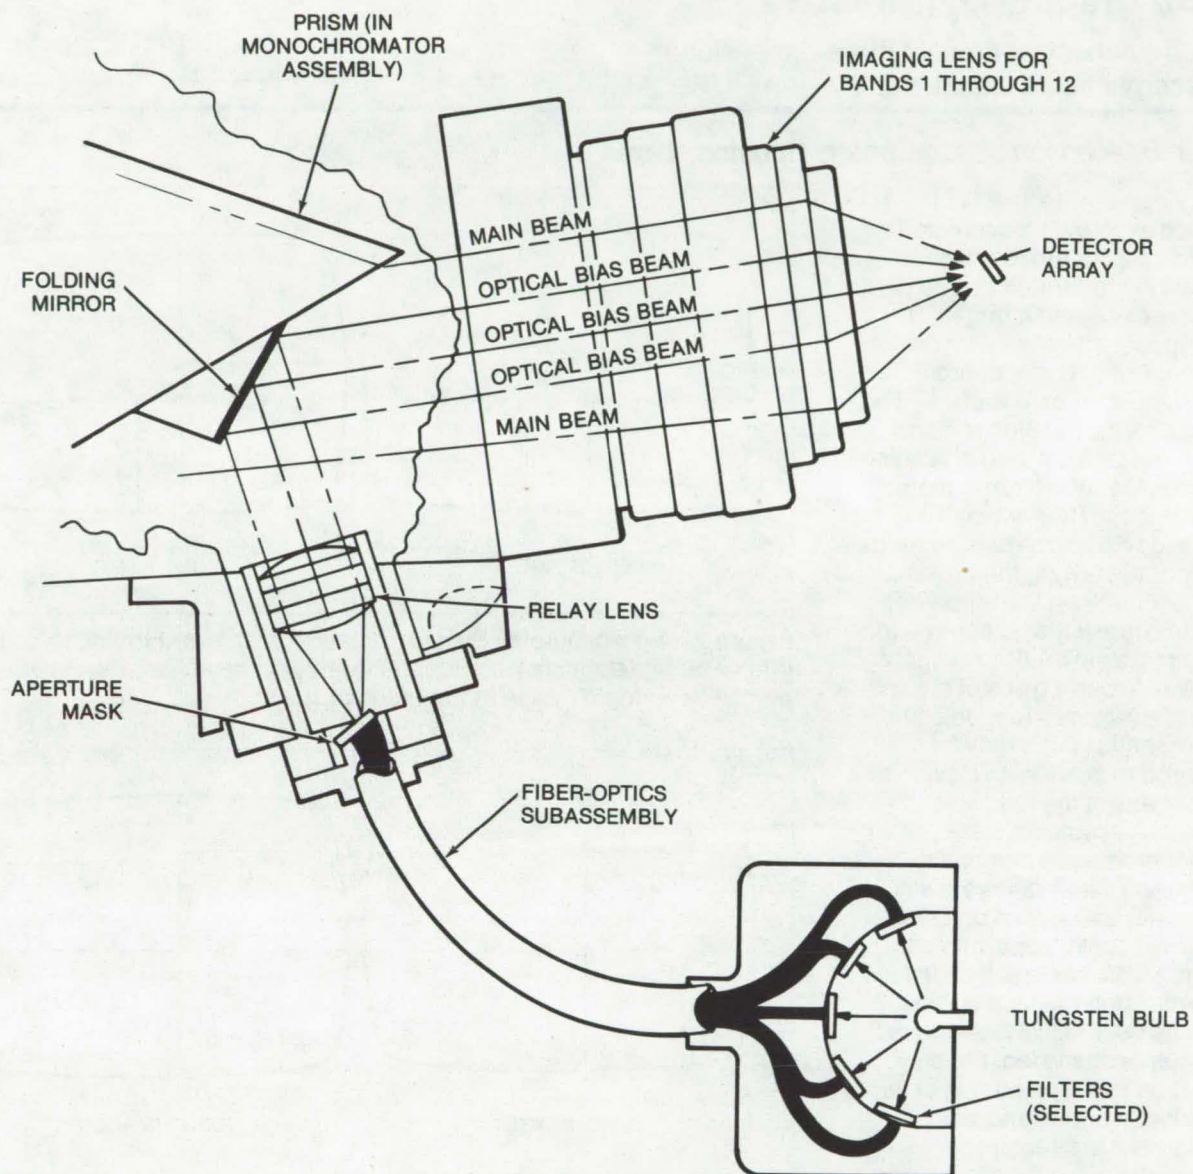 PRISM (IN
MONOCHROMATOR
ASSEMBLY)
IMAGING LENS FOR
BANDS 1 THROUGH 12
MAIN BEAM
OPTICAL BIAS BEAM
DETECTOR
ARRAY
FOLDING
MIRROR
OPTICAL BIAS BEAM
OPTICAL BIAS BEAM
MAIN BEAM
RELAY LENS
APERTURE
MASK
FIBER-OPTICS
SUBASSEMBLY
TUNGSTEN BULB
FILTERS
(SELECTED)